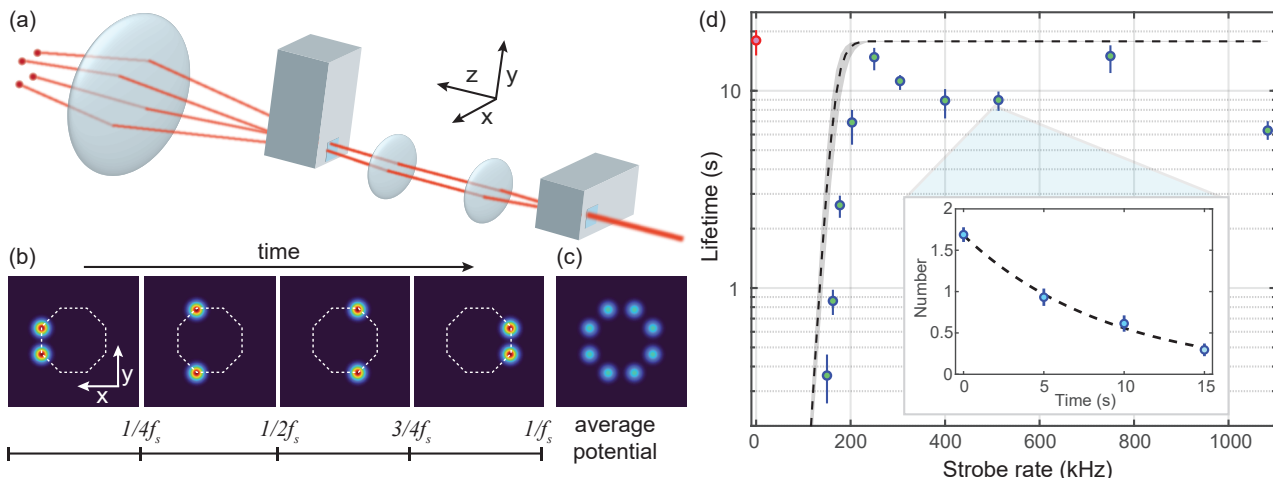 (a)
z
y
x
(b)
time
(c)
y
x
1/4f_s
1/2f_s
3/4f_s
1/f_s
average
potential
(d)
Lifetime (s)
10
1
0
200
400
600
800
1000
Strobe rate (kHz)
Number
2
1.5
1
0.5
0
0
5
10
15
Time (s)